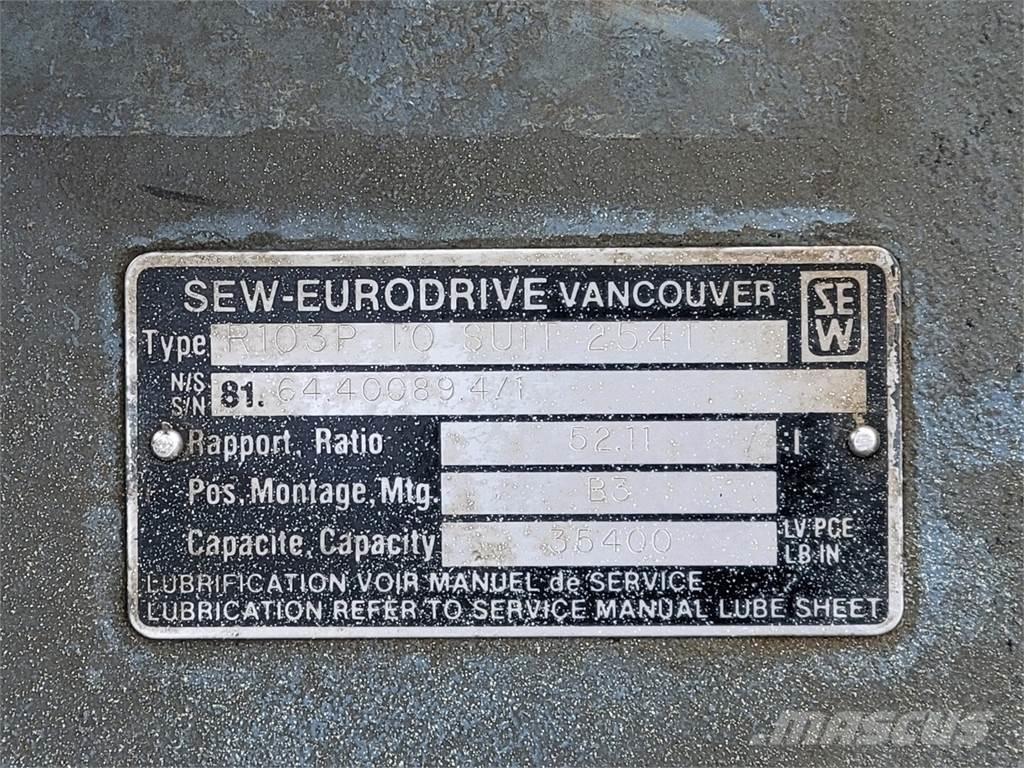 SEW-EURODRIVE VANCOUVER
SEW
Type R103P TO SUIT 254T
N/S
S/N 81. 64.40089.4/1
Rapport, Ratio 52.11 :1
Pos, Montage, Mtg. B3
Capacite, Capacity 35400 LV PCE
LB IN
LUBRIFICATION VOIR MANUEL de SERVICE
LUBRICATION REFER TO SERVICE MANUAL LUBE SHEET
MASCUS